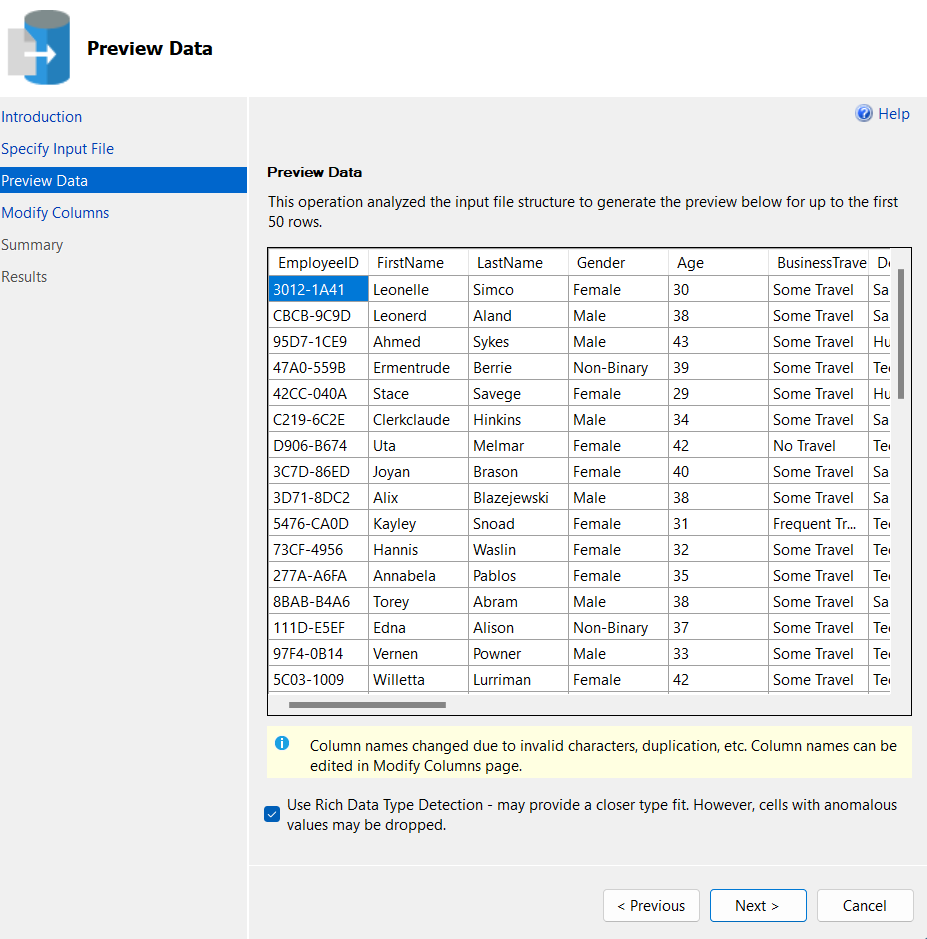 Preview Data
Introduction
Specify Input File
Preview Data
Modify Columns
Summary
Results
Help
Preview Data
This operation analyzed the input file structure to generate the preview below for up to the first
50 rows.
EmployeeID FirstName LastName Gender Age BusinessTrave De
3012-1A41 Leonelle Simco Female 30 Some Travel Sa
CBCB-9C9D Leonerd Aland Male 38 Some Travel Sa
95D7-1CE9 Ahmed Sykes Male 43 Some Travel Hu
47A0-559B Ermentrude Berrie Non-Binary 39 Some Travel Tec
42CC-040A Stace Savege Female 29 Some Travel Hu
C219-6C2E Clerkclaude Hinkins Male 34 Some Travel Sa
D906-B674 Uta Melmar Female 42 No Travel Tec
3C7D-86ED Joyan Brason Female 40 Some Travel Sa
3D71-8DC2 Alix Blazejewski Male 38 Some Travel Sa
5476-CA0D Kayley Snoad Female 31 Frequent Tr... Tec
73CF-4956 Hannis Waslin Female 32 Some Travel Tec
277A-A6FA Annabela Pablos Female 35 Some Travel Tec
8BAB-B4A6 Torey Abram Male 38 Some Travel Sa
111D-E5EF Edna Alison Non-Binary 37 Some Travel Tec
97F4-0B14 Vernen Powner Male 33 Some Travel Tec
5C03-1009 Willetta Lurriman Female 42 Some Travel Tec
Column names changed due to invalid characters, duplication, etc. Column names can be
edited in Modify Columns page.
Use Rich Data Type Detection - may provide a closer type fit. However, cells with anomalous
values may be dropped.
< Previous Next > Cancel